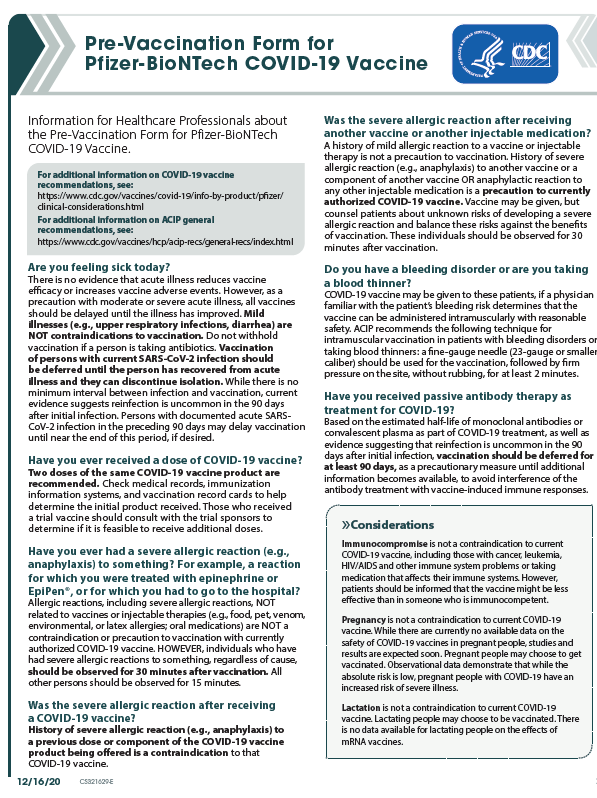 Pre-Vaccination Form for
Pfizer-BioNTech COVID-19 Vaccine
CDC
Information for Healthcare Professionals about
the Pre-Vaccination Form for Pfizer-BioNTech
COVID-19 Vaccine.
For additional information on COVID-19 vaccine
recommendations, see:
https://www.cdc.gov/vaccines/covid-19/info-by-product/pfizer/
clinical-considerations.html
For additional information on ACIP general
recommendations, see:
https://www.cdc.gov/vaccines/hcp/acip-recs/general-recs/index.html
Are you feeling sick today?
There is no evidence that acute illness reduces vaccine
efficacy or increases vaccine adverse events. However, as a
precaution with moderate or severe acute illness, all vaccines
should be delayed until the illness has improved. Mild
illnesses (e.g., upper respiratory infections, diarrhea) are
NOT contraindications to vaccination. Do not withhold
vaccination if a person is taking antibiotics. Vaccination
of persons with current SARS-CoV-2 infection should
be deferred until the person has recovered from acute
illness and they can discontinue isolation. While there is no
minimum interval between infection and vaccination, current
evidence suggests reinfection is uncommon in the 90 days
after initial infection. Persons with documented acute SARS-
CoV-2 infection in the preceding 90 days may delay vaccination
until near the end of this period, if desired.
Have you ever received a dose of COVID-19 vaccine?
Two doses of the same COVID-19 vaccine product are
recommended. Check medical records, immunization
information systems, and vaccination record cards to help
determine the initial product received. Those who received
a trial vaccine should consult with the trial sponsors to
determine if it is feasible to receive additional doses.
Have you ever had a severe allergic reaction (e.g.,
anaphylaxis) to something? For example, a reaction
for which you were treated with epinephrine or
EpiPen®, or for which you had to go to the hospital?
Allergic reactions, including severe allergic reactions, NOT
related to vaccines or injectable therapies (e.g., food, pet, venom,
environmental, or latex allergies; oral medications) are NOT a
contraindication or precaution to vaccination with currently
authorized COVID-19 vaccine. HOWEVER, individuals who have
had severe allergic reactions to something, regardless of cause,
should be observed for 30 minutes after vaccination. All
other persons should be observed for 15 minutes.
Was the severe allergic reaction after receiving
a COVID-19 vaccine?
History of severe allergic reaction (e.g., anaphylaxis) to
a previous dose or component of the COVID-19 vaccine
product being offered is a contraindication to that
COVID-19 vaccine.
Was the severe allergic reaction after receiving
another vaccine or another injectable medication?
A history of mild allergic reaction to a vaccine or injectable
therapy is not a precaution to vaccination. History of severe
allergic reaction (e.g., anaphylaxis) to another vaccine or a
component of another vaccine OR anaphylactic reaction to
any other injectable medication is a precaution to currently
authorized COVID-19 vaccine. Vaccine may be given, but
counsel patients about unknown risks of developing a severe
allergic reaction and balance these risks against the benefits
of vaccination. These individuals should be observed for 30
minutes after vaccination.
Do you have a bleeding disorder or are you taking
a blood thinner?
COVID-19 vaccine may be given to these patients, if a physician
familiar with the patient's bleeding risk determines that the
vaccine can be administered intramuscularly with reasonable
safety. ACIP recommends the following technique for
intramuscular vaccination in patients with bleeding disorders or
taking blood thinners: a fine-gauge needle (23-gauge or smaller
caliber) should be used for the vaccination, followed by firm
pressure on the site, without rubbing, for at least 2 minutes.
Have you received passive antibody therapy as
treatment for COVID-19?
Based on the estimated half-life of monoclonal antibodies or
convalescent plasma as part of COVID-19 treatment, as well as
evidence suggesting that reinfection is uncommon in the 90
days after initial infection, vaccination should be deferred for
at least 90 days, as a precautionary measure until additional
information becomes available, to avoid interference of the
antibody treatment with vaccine-induced immune responses.
»Considerations
Immunocompromise is not a contraindication to current
COVID-19 vaccine, including those with cancer, leukemia,
HIV/AIDS and other immune system problems or taking
medication that affects their immune systems. However,
patients should be informed that the vaccine might be less
effective than in someone who is immunocompetent.
Pregnancy is not a contraindication to current COVID-19
vaccine. While there are currently no available data on the
safety of COVID-19 vaccines in pregnant people, studies and
results are expected soon. Pregnant people may choose to get
vaccinated. Observational data demonstrate that while the
absolute risk is low, pregnant people with COVID-19 have an
increased risk of severe illness.
Lactation is not a contraindication to current COVID-19
vaccine. Lactating people may choose to be vaccinated. There
is no data available for lactating people on the effects of
mRNA vaccines.
12/16/20 CS321629-E